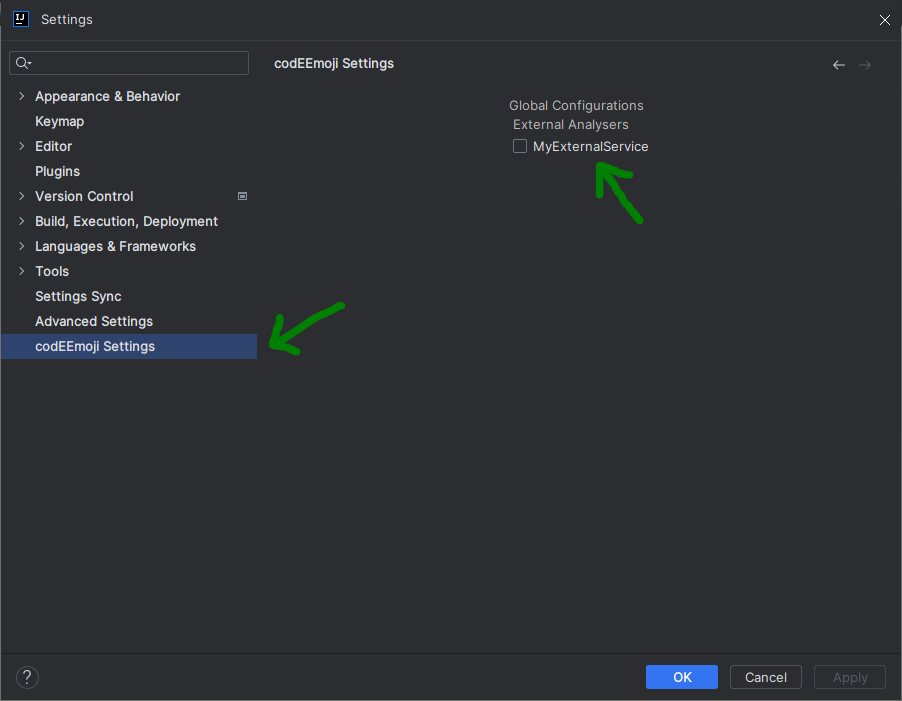 IJ
Settings
codEEmoji Settings
Appearance & Behavior
Keymap
Editor
Plugins
Version Control
Build, Execution, Deployment
Languages & Frameworks
Tools
Settings Sync
Advanced Settings
codEEmoji Settings
Global Configurations
External Analysers
MyExternalService
?
OK
Cancel
Apply